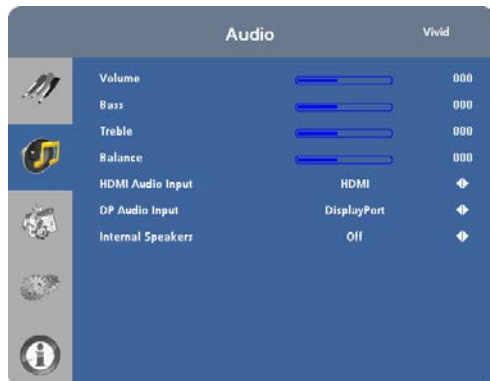 Audio Vivid
Volume 000
Bass 000
Treble 000
Balance 000
HDMI Audio Input HDMI
DP Audio Input DisplayPort
Internal Speakers Off